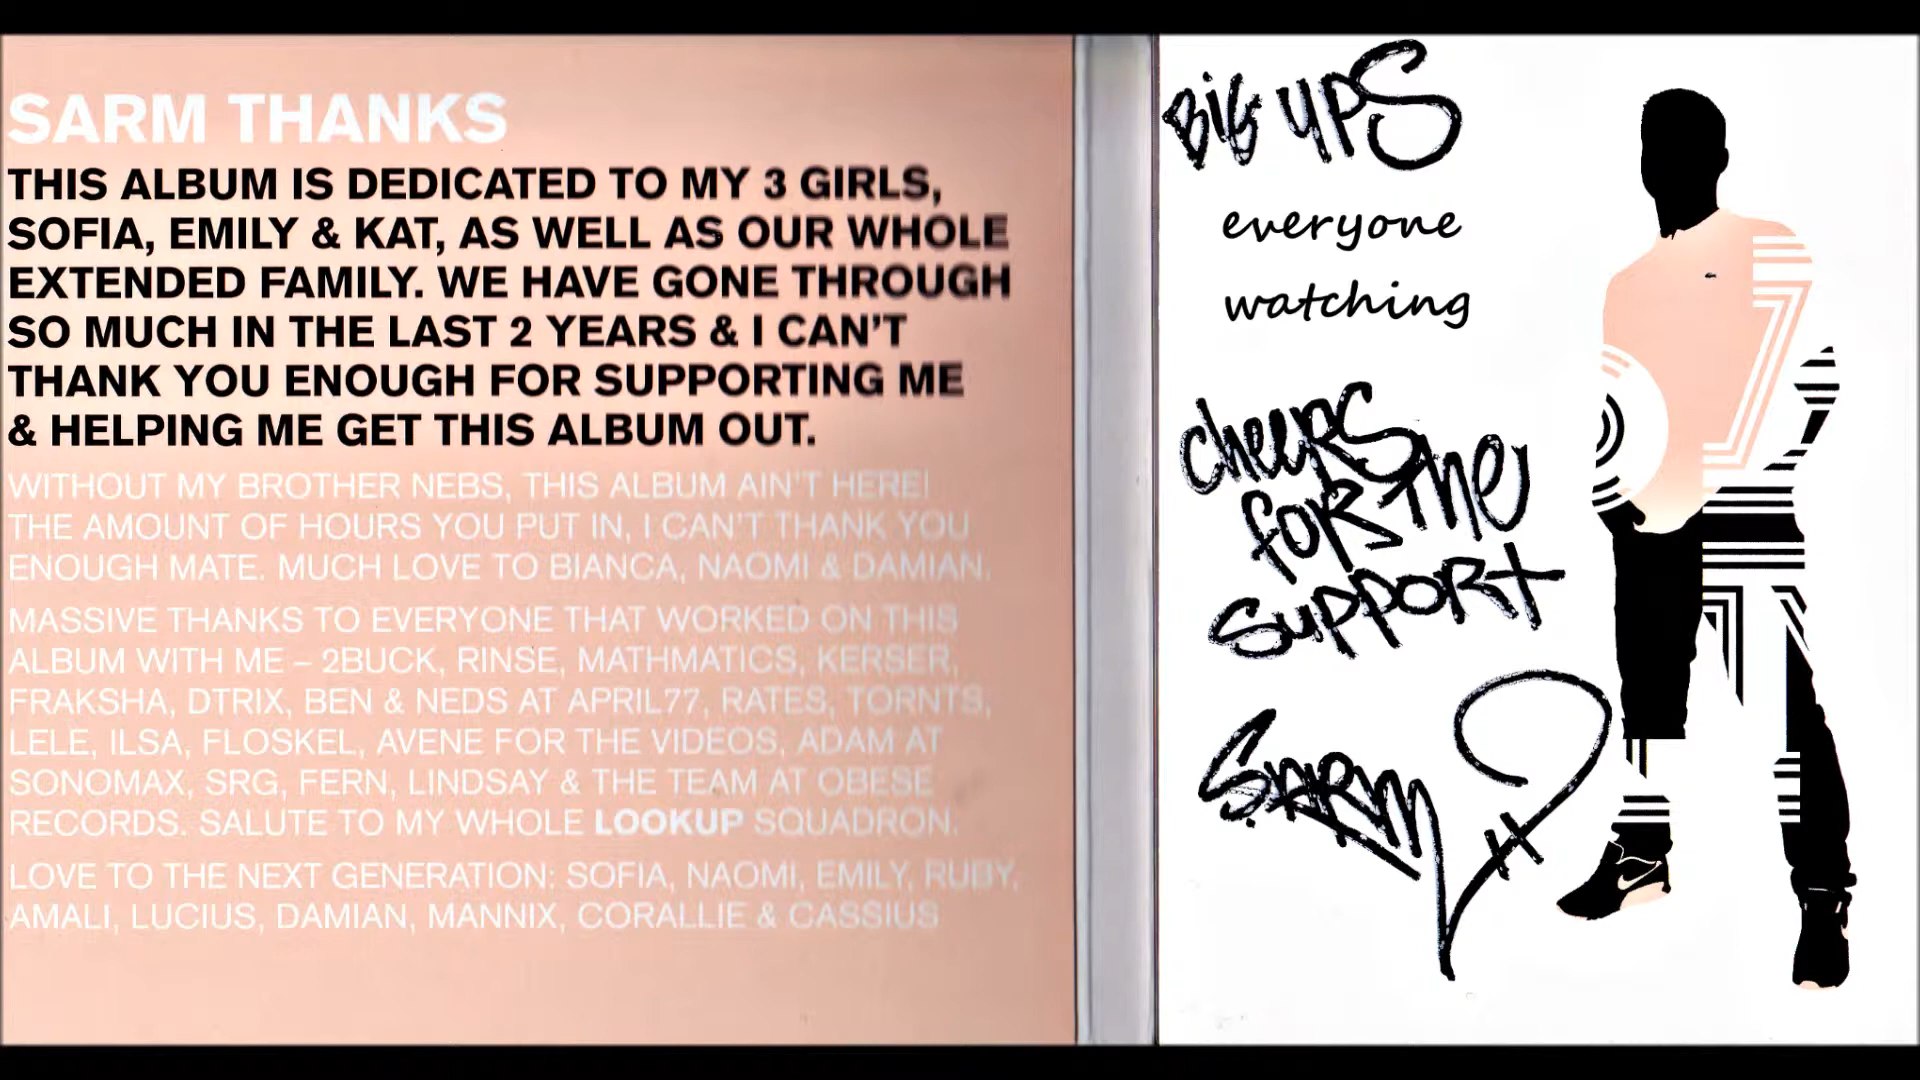 SARM THANKS
THIS ALBUM IS DEDICATED TO MY 3 GIRLS,
SOFIA, EMILY & KAT, AS WELL AS OUR WHOLE
EXTENDED FAMILY. WE HAVE GONE THROUGH
SO MUCH IN THE LAST 2 YEARS & I CAN'T
THANK YOU ENOUGH FOR SUPPORTING ME
& HELPING ME GET THIS ALBUM OUT.
WITHOUT MY BROTHER NEBS, THIS ALBUM AIN'T HERE!
THE AMOUNT OF HOURS YOU PUT IN, I CAN'T THANK YOU
ENOUGH MATE. MUCH LOVE TO BIANCA, NAOMI & DAMIAN.
MASSIVE THANKS TO EVERYONE THAT WORKED ON THIS
ALBUM WITH ME – 2BUCK, RINSE, MATHMATICS, KERSER,
FRAKSHA, DTRIX, BEN & NEDS AT APRIL77, RATES, TORNTS,
LELE, ILSA, FLOSKEL, AVENE FOR THE VIDEOS, ADAM AT
SONOMAX, SRG, FERN, LINDSAY & THE TEAM AT OBESE
RECORDS. SALUTE TO MY WHOLE LOOKUP SQUADRON.
LOVE TO THE NEXT GENERATION: SOFIA, NAOMI, EMILY, RUBY,
AMALI, LUCIUS, DAMIAN, MANNIX, CORALLIE & CASSIUS
BIG UPS
everyone
watching
cheers
for the
support
SARM